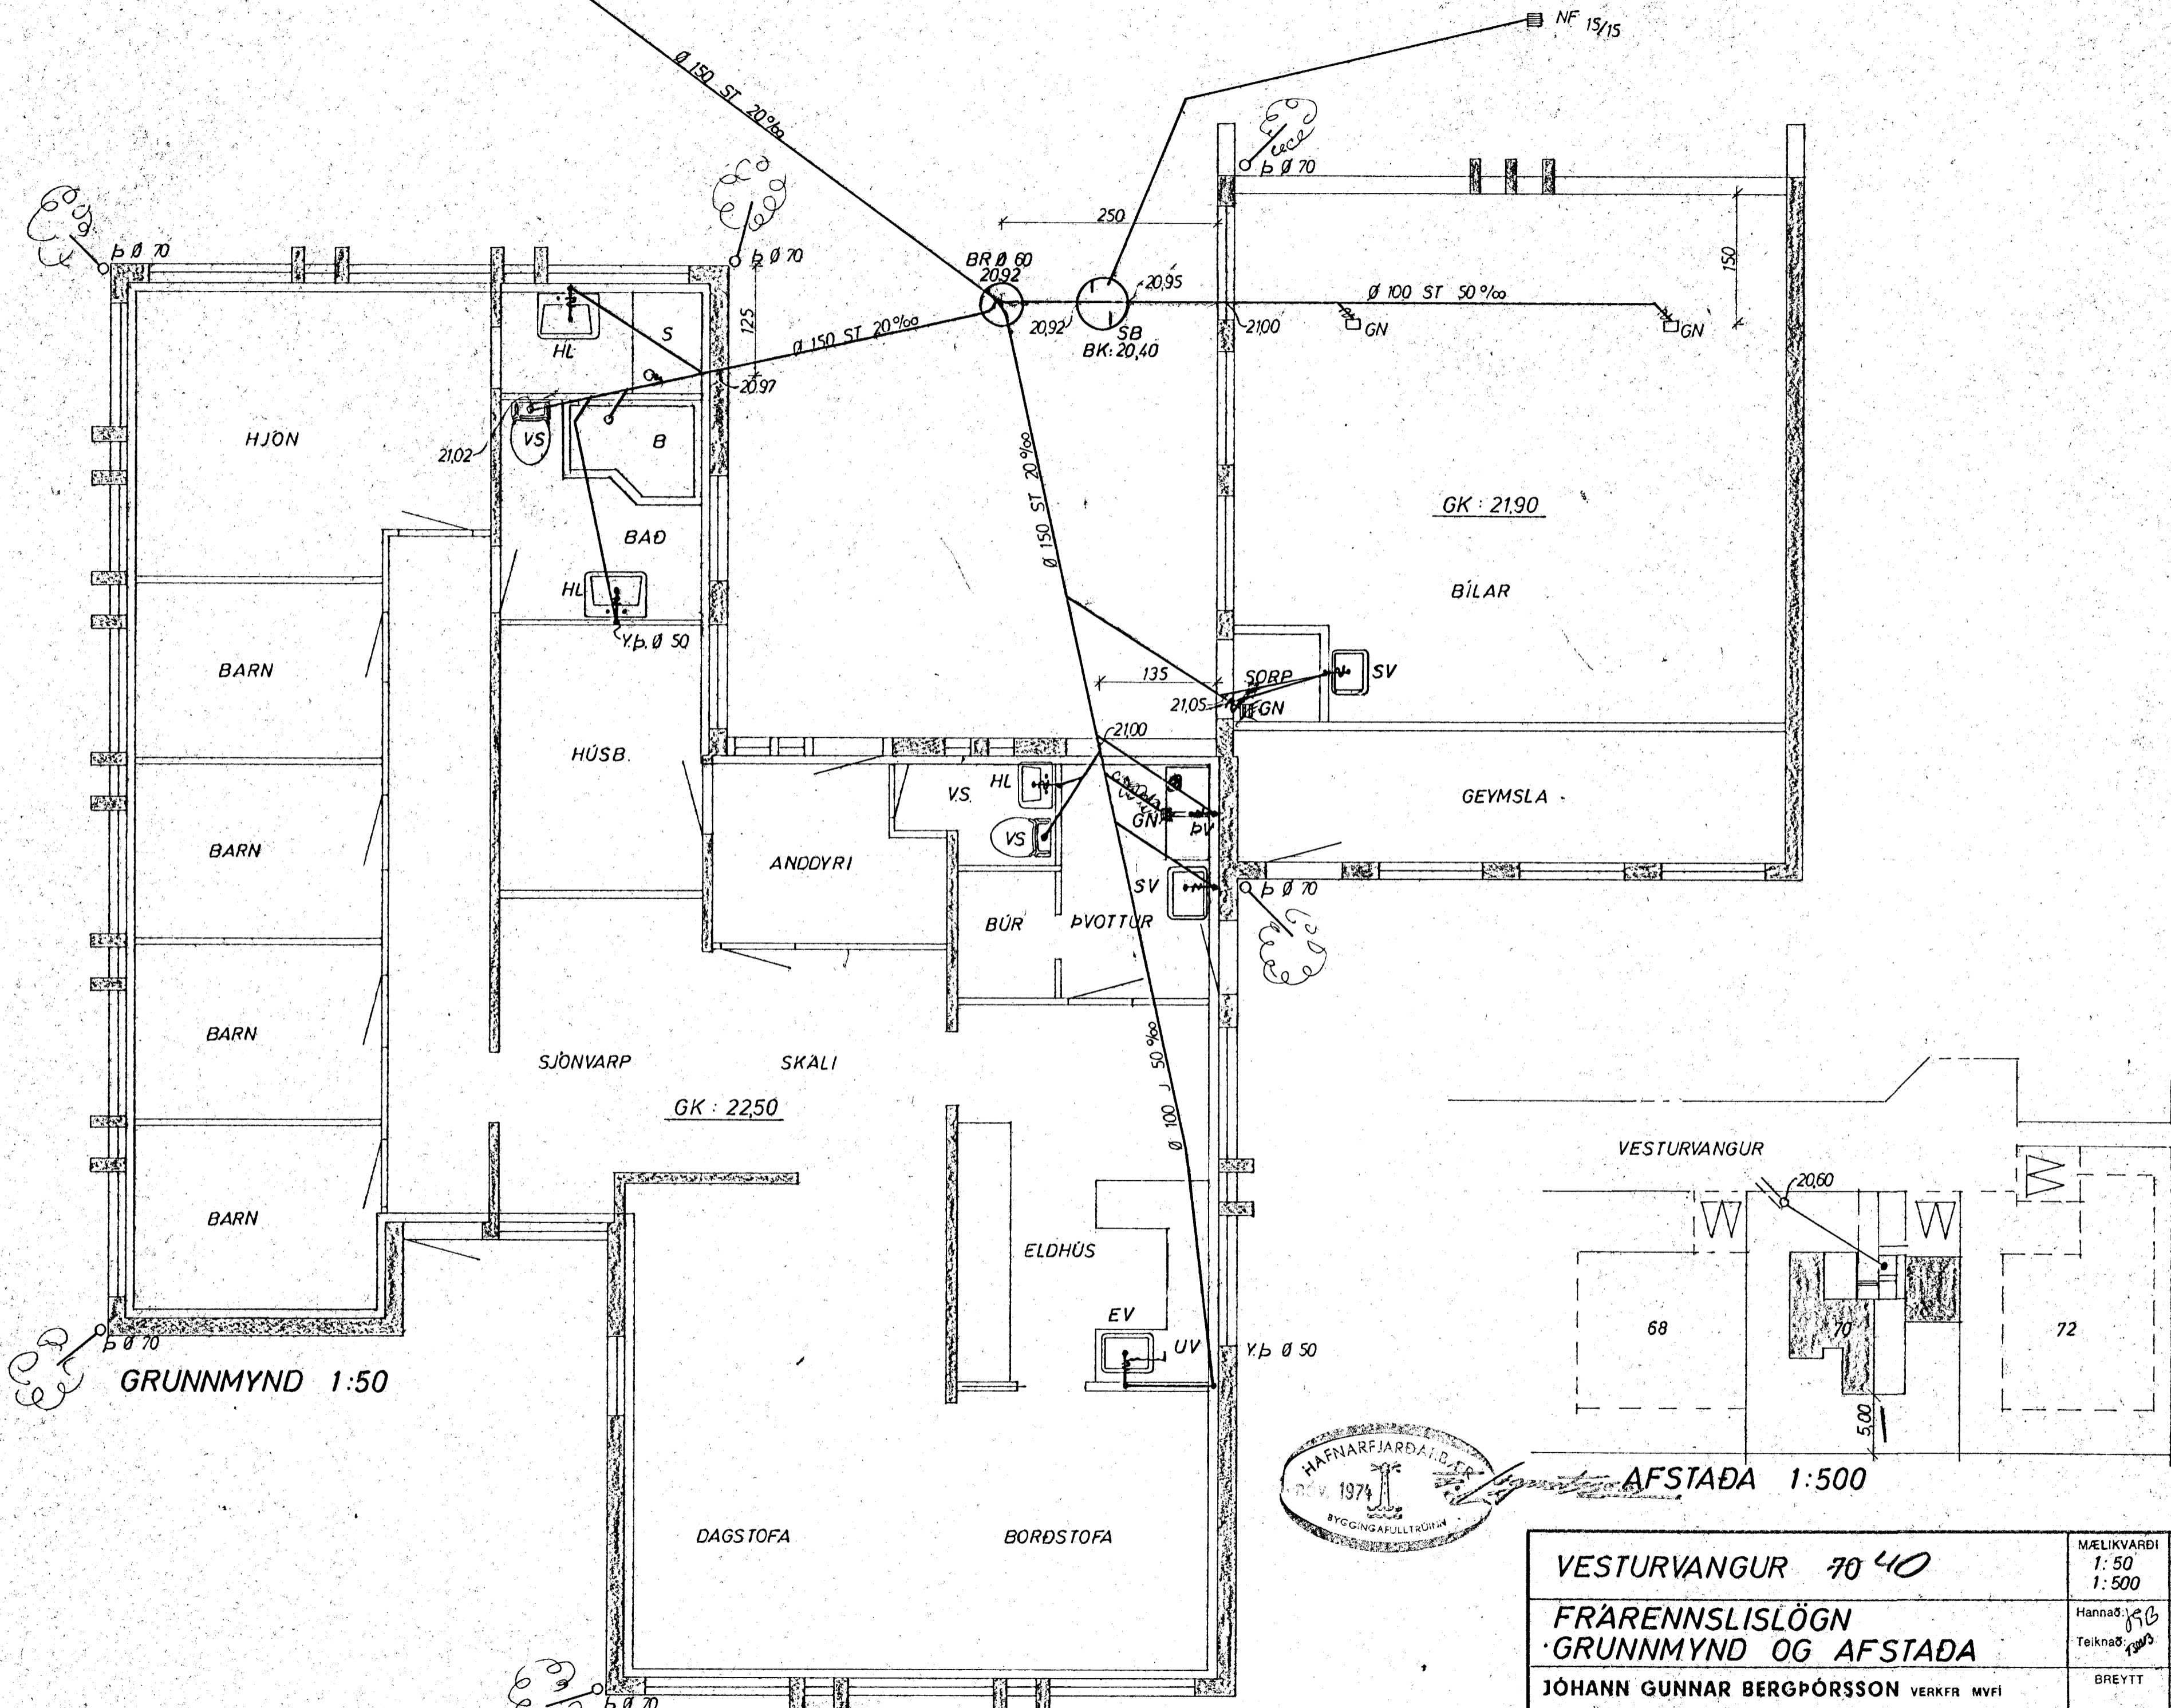 NF 15/15
Ø 150 ST 20‰
Þ Ø 70
250
Þ Ø 70
Þ Ø 70
BR Ø 60
20,92
20,95
150
Ø 100 ST 50‰
125
S
HL
Ø 150 ST 20‰
20,92
SB
BK: 20,40
21,00
GN
GN
20,97
HJÓN
VS
B
21,02
Ø 150 ST 20‰
GK : 21,90
BAÐ
HL
BÍLAR
Y.Þ. Ø 50
BARN
135
SORP
SV
21,05
GN
21,00
HÚSB.
HL
V.S.
GEYMSLA
GN
ÞV
VS
BARN
ANDDYRI
SV
Þ Ø 70
BÚR
ÞVOTTUR
BARN
SJÓNVARP
SKÁLI
Ø 100 J 50‰
GK : 22,50
VESTURVANGUR
20,60
BARN
ELDHÚS
EV
UV
Y.Þ Ø 50
68
70
72
Þ Ø 70
GRUNNMYND 1:50
5,00
HAFNARFJARÐARBÆR
NÓV. 1974
BYGGINGAFULLTRÚINN
AFSTAÐA 1:500
DAGSTOFA
BORÐSTOFA
VESTURVANGUR 70 40
MÆLIKVARÐI
1:50
1:500
FRÁRENNSLISLÖGN
GRUNNMYND OG AFSTAÐA
Hannað: JGB
Teiknað:
JÓHANN GUNNAR BERGÞÓRSSON VERKFR MVFÍ
BREYTT
Þ Ø 70